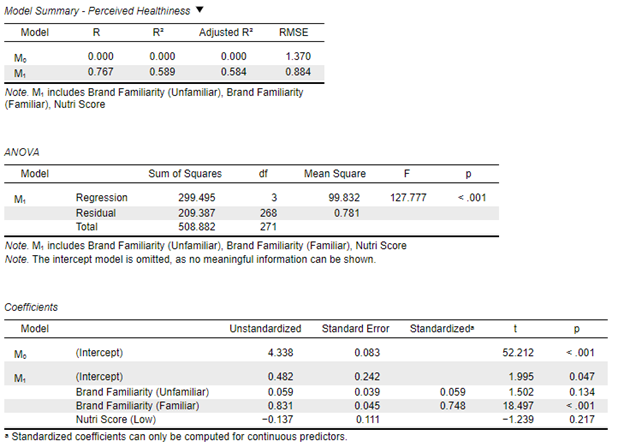 Model Summary - Perceived Healthiness ▼
Model R R² Adjusted R² RMSE
M₀ 0.000 0.000 0.000 1.370
M₁ 0.767 0.589 0.584 0.884
Note. M₁ includes Brand Familiarity (Unfamiliar), Brand Familiarity
(Familiar), Nutri Score
ANOVA
Model Sum of Squares df Mean Square F p
M₁ Regression 299.495 3 99.832 127.777 < .001
Residual 209.387 268 0.781
Total 508.882 271
Note. M₁ includes Brand Familiarity (Unfamiliar), Brand Familiarity (Familiar), Nutri Score
Note. The intercept model is omitted, as no meaningful information can be shown.
Coefficients
Model Unstandardized Standard Error Standardizedᵃ t p
M₀ (Intercept) 4.338 0.083 52.212 < .001
M₁ (Intercept) 0.482 0.242 1.995 0.047
Brand Familiarity (Unfamiliar) 0.059 0.039 0.059 1.502 0.134
Brand Familiarity (Familiar) 0.831 0.045 0.748 18.497 < .001
Nutri Score (Low) −0.137 0.111 −1.239 0.217
ᵃ Standardized coefficients can only be computed for continuous predictors.